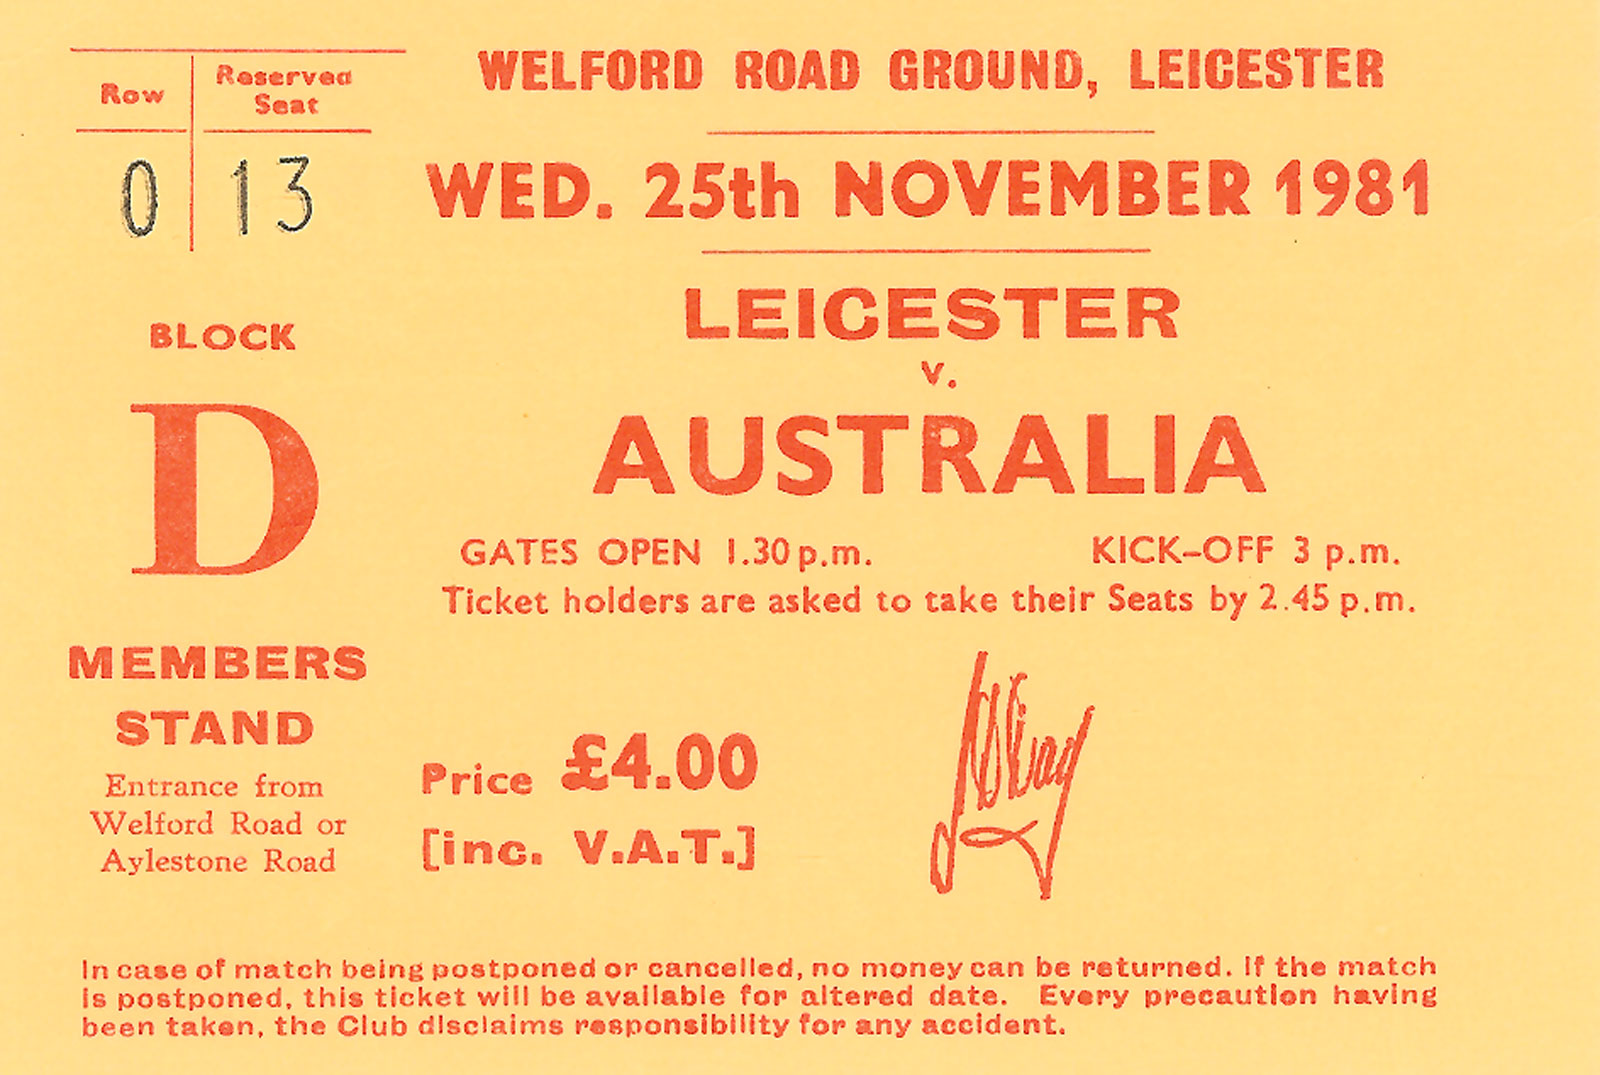 Row
Reserved Seat
0
13
BLOCK
D
MEMBERS
STAND
Entrance from
Welford Road or
Aylestone Road
WELFORD ROAD GROUND, LEICESTER
WED. 25th NOVEMBER 1981
LEICESTER
v.
AUSTRALIA
GATES OPEN 1.30 p.m. KICK-OFF 3 p.m.
Ticket holders are asked to take their Seats by 2.45 p.m.
Price £4.00
[inc. V.A.T.]
In case of match being postponed or cancelled, no money can be returned. If the match
is postponed, this ticket will be available for altered date. Every precaution having
been taken, the Club disclaims responsibility for any accident.